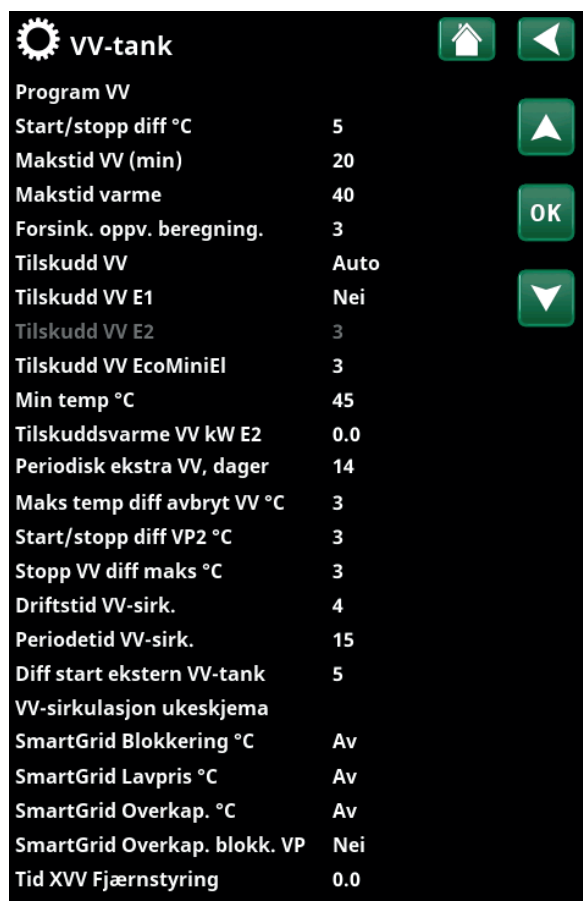 VV-tank
Program VV
Start/stopp diff °C 5
Makstid VV (min) 20
Makstid varme 40
OK
Forsink. oppv. beregning. 3
Tilskudd VV Auto
Tilskudd VV E1 Nei
Tilskudd VV E2 3
Tilskudd VV EcoMiniEl 3
Min temp °C 45
Tilskuddsvarme VV kW E2 0.0
Periodisk ekstra VV, dager 14
Maks temp diff avbryt VV °C 3
Start/stopp diff VP2 °C 3
Stopp VV diff maks °C 3
Driftstid VV-sirk. 4
Periodetid VV-sirk. 15
Diff start ekstern VV-tank 5
VV-sirkulasjon ukeskjema
SmartGrid Blokkering °C Av
SmartGrid Lavpris °C Av
SmartGrid Overkap. °C Av
SmartGrid Overkap. blokk. VP Nei
Tid XVV Fjærnstyring 0.0